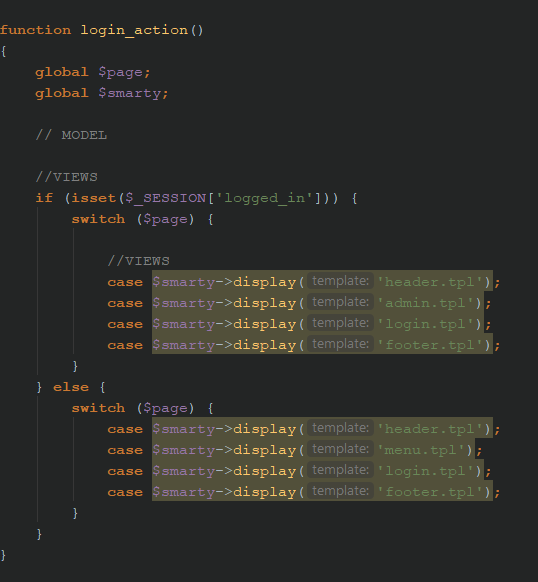 function login_action()
{
    global $page;
    global $smarty;
    // MODEL
    //VIEWS
    if (isset($_SESSION['logged_in'])) {
        switch ($page) {
            //VIEWS
            case $smarty->display( template: 'header.tpl');
            case $smarty->display( template: 'admin.tpl');
            case $smarty->display( template: 'login.tpl');
            case $smarty->display( template: 'footer.tpl');
        }
    } else {
        switch ($page) {
            case $smarty->display( template: 'header.tpl');
            case $smarty->display( template: 'menu.tpl');
            case $smarty->display( template: 'login.tpl');
            case $smarty->display( template: 'footer.tpl');
        }
    }
}